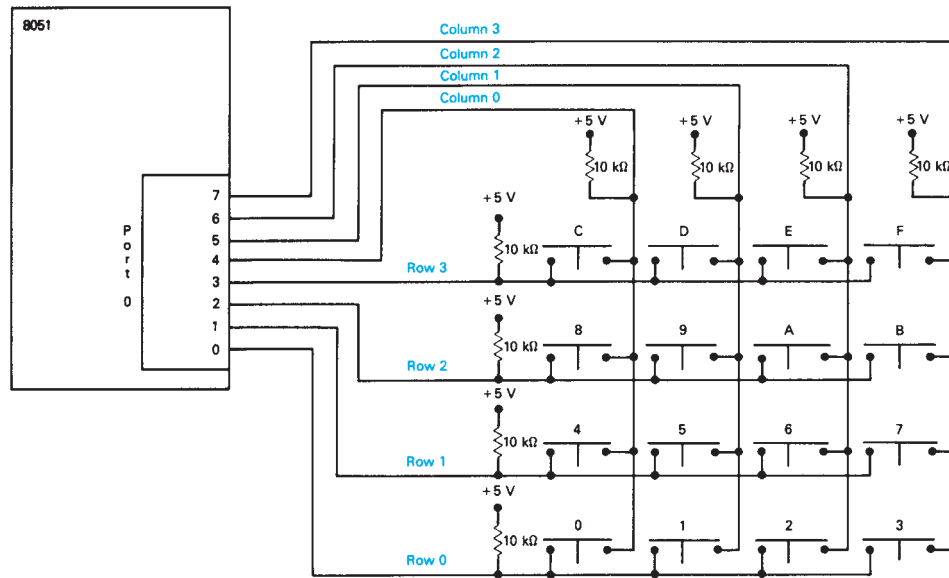 8051
Column 3
Column 2
Column 1
Column 0
+5 V
+5 V
+5 V
+5 V
10 kΩ
10 kΩ
10 kΩ
10 kΩ
Port 0
7
6
5
4
3
2
1
0
+5 V
10 kΩ
C
D
E
F
Row 3
+5 V
10 kΩ
8
9
A
B
Row 2
+5 V
10 kΩ
4
5
6
7
Row 1
+5 V
10 kΩ
0
1
2
3
Row 0